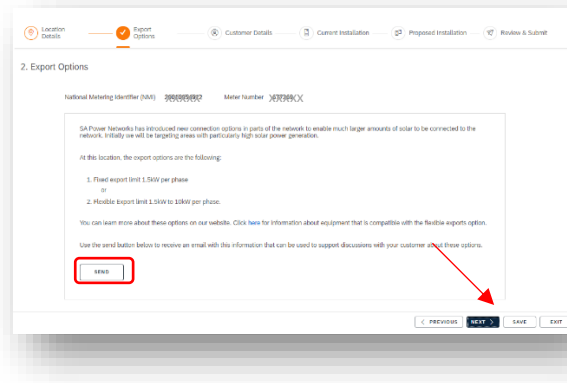 Location Details
Export Options
Customer Details
Current Installation
Proposed Installation
Review & Submit
2. Export Options
National Metering Identifier (NMI) Meter Number
SA Power Networks has introduced new connection options in parts of the network to enable much larger amounts of solar to be connected to the
network. Initially we will be targeting areas with particularly high solar power generation.
At this location, the export options are the following:
1. Fixed export limit 1.5kW per phase
or
2. Flexible Export limit 1.5kW to 10kW per phase.
You can learn more about these options on our website. Click here for information about equipment that is compatible with the flexible exports option.
Use the send button below to receive an email with this information that can be used to support discussions with your customer about these options.
SEND
< PREVIOUS NEXT > SAVE EXIT